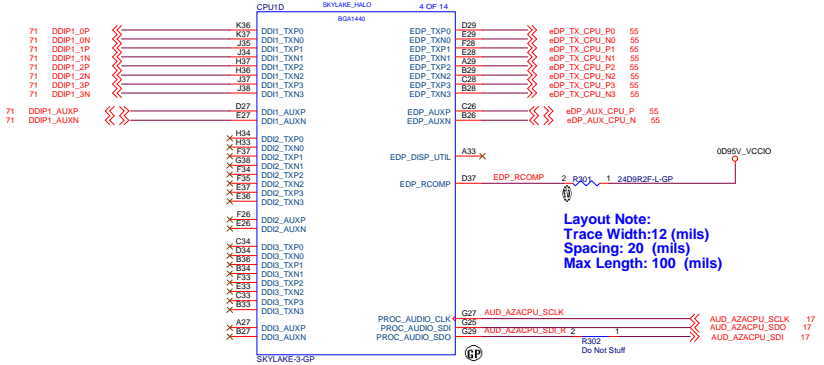 CPU1D SKYLAKE_HALO 4 OF 14
BGA1440
71 DDIP1_0P K36 DDI1_TXP0 EDP_TXP0 D29 eDP_TX_CPU_P0 55
71 DDIP1_0N K37 DDI1_TXN0 EDP_TXN0 E29 eDP_TX_CPU_N0 55
71 DDIP1_1P J35 DDI1_TXP1 EDP_TXP1 F28 eDP_TX_CPU_P1 55
71 DDIP1_1N J34 DDI1_TXN1 EDP_TXN1 E28 eDP_TX_CPU_N1 55
71 DDIP1_2P H37 DDI1_TXP2 EDP_TXP2 A29 eDP_TX_CPU_P2 55
71 DDIP1_2N H36 DDI1_TXN2 EDP_TXN2 B29 eDP_TX_CPU_N2 55
71 DDIP1_3P J37 DDI1_TXP3 EDP_TXP3 C28 eDP_TX_CPU_P3 55
71 DDIP1_3N J38 DDI1_TXN3 EDP_TXN3 B28 eDP_TX_CPU_N3 55
71 DDIP1_AUXP D27 DDI1_AUXP EDP_AUXP C26 eDP_AUX_CPU_P 55
71 DDIP1_AUXN E27 DDI1_AUXN EDP_AUXN B26 eDP_AUX_CPU_N 55
H34 DDI2_TXP0
H33 DDI2_TXN0
F37 DDI2_TXP1 EDP_DISP_UTIL A33 0D95V_VCCIO
G38 DDI2_TXN1
F34 DDI2_TXP2
F35 DDI2_TXN2
E37 DDI2_TXP3 EDP_RCOMP D37 EDP_RCOMP 2 R301 1 24D9R2F-L-GP
E36 DDI2_TXN3
F26 DDI2_AUXP
E26 DDI2_AUXN
Layout Note:
Trace Width:12 (mils)
Spacing: 20 (mils)
Max Length: 100 (mils)
C34 DDI3_TXP0
D34 DDI3_TXN0
B36 DDI3_TXP1
B34 DDI3_TXN1
F33 DDI3_TXP2
E33 DDI3_TXN2
C33 DDI3_TXP3
B33 DDI3_TXN3
PROC_AUDIO_CLK G27 AUD_AZACPU_SCLK AUD_AZACPU_SCLK 17
A27 DDI3_AUXP PROC_AUDIO_SDI G25 AUD_AZACPU_SDO 17
B27 DDI3_AUXN PROC_AUDIO_SDO G29 AUD_AZACPU_SDI_R 2 1 AUD_AZACPU_SDI 17
R302
Do Not Stuff
SKYLAKE-3-GP
GP